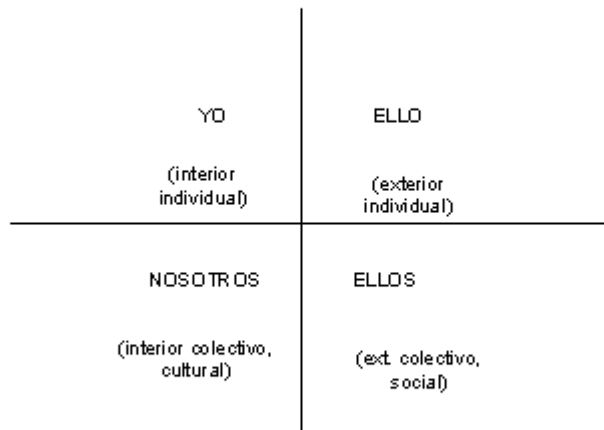 YO
ELLO
(interior
individual)
(exterior
individual)
NOSOTROS
ELLOS
(interior colectivo,
cultural)
(ext. colectivo,
social)